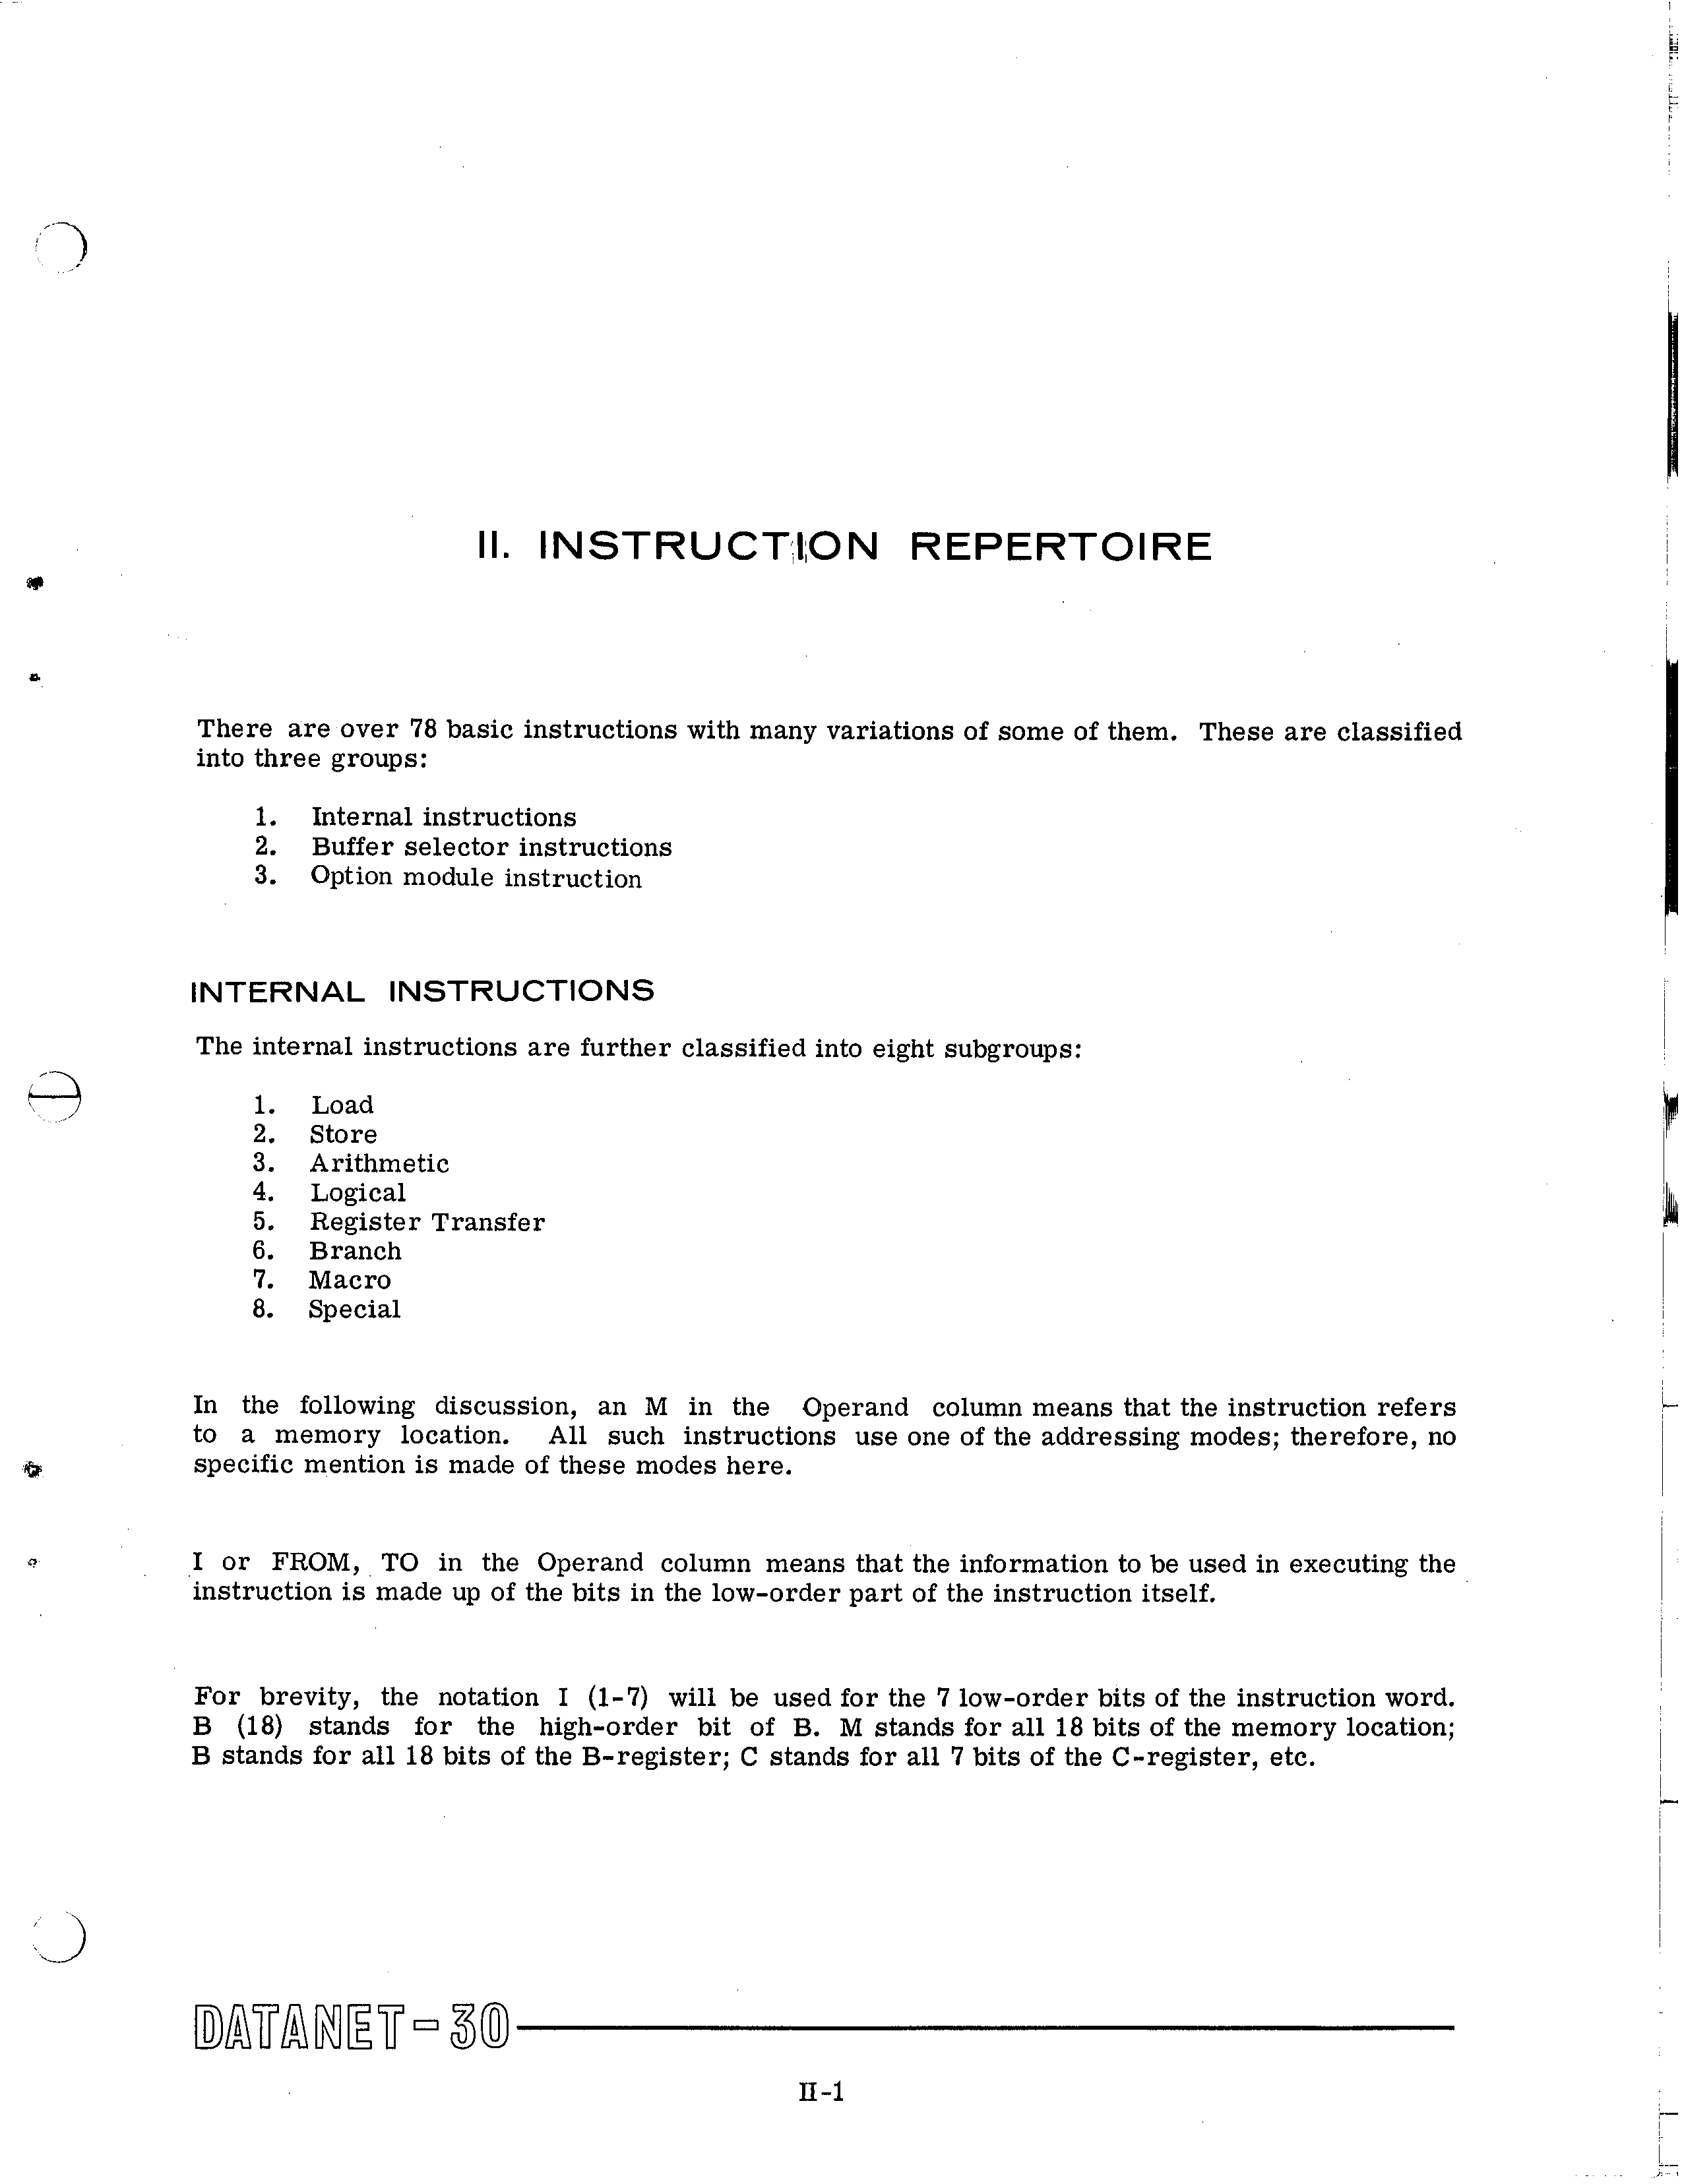 II. INSTRUCTION REPERTOIRE
There are over 78 basic instructions with many variations of some of them. These are classified
into three groups:
1. Internal instructions
2. Buffer selector instructions
3. Option module instruction
INTERNAL INSTRUCTIONS
The internal instructions are further classified into eight subgroups:
1. Load
2. Store
3. Arithmetic
4. Logical
5. Register Transfer
6. Branch
7. Macro
8. Special
In the following discussion, an M in the Operand column means that the instruction refers
to a memory location. All such instructions use one of the addressing modes; therefore, no
specific mention is made of these modes here.
I or FROM, TO in the Operand column means that the information to be used in executing the
instruction is made up of the bits in the low-order part of the instruction itself.
For brevity, the notation I (1-7) will be used for the 7 low-order bits of the instruction word.
B (18) stands for the high-order bit of B. M stands for all 18 bits of the memory location;
B stands for all 18 bits of the B-register; C stands for all 7 bits of the C-register, etc.
DATANET-30
II-1